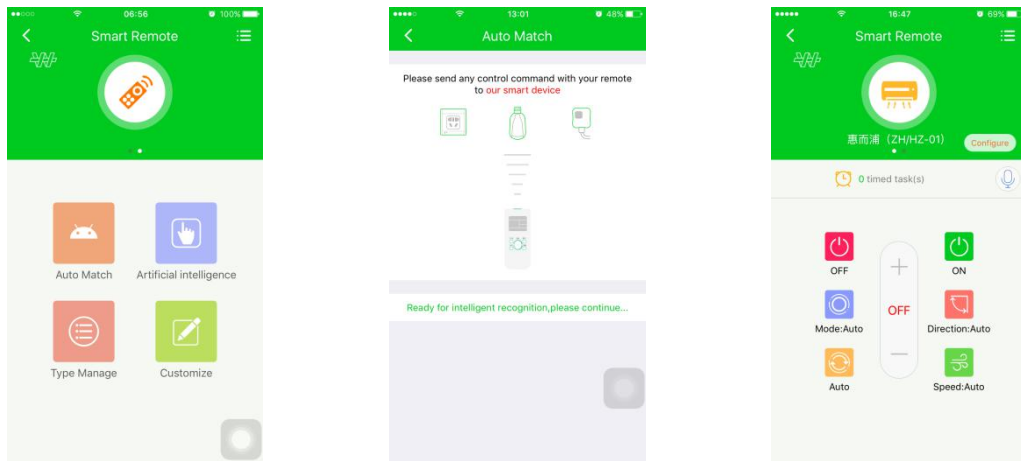 06:56
100%
Smart Remote
Auto Match
Artificial intelligence
Type Manage
Customize
13:01
48%
Auto Match
Please send any control command with your remote
to our smart device
Ready for intelligent recognition,please continue...
16:47
69%
Smart Remote
惠而浦（ZH/HZ-01)
Configure
0 timed task(s)
OFF
ON
OFF
Mode:Auto
Direction:Auto
Auto
Speed:Auto